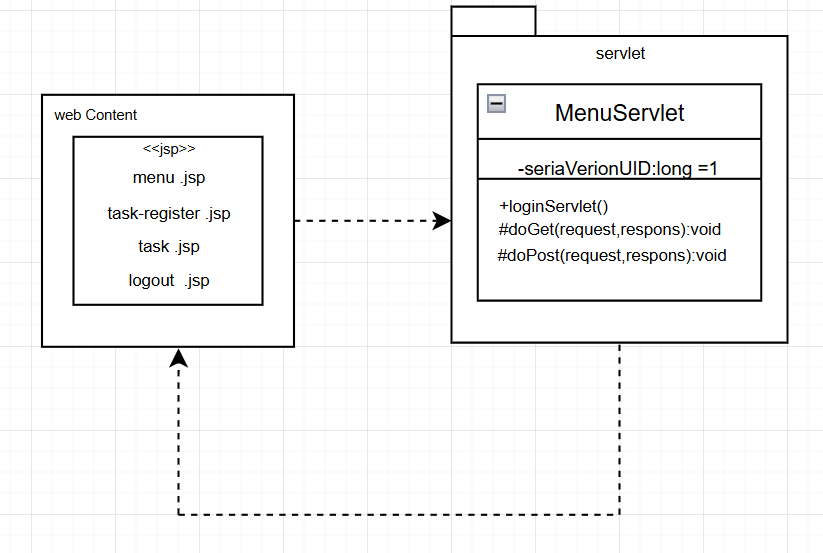 web Content
<<jsp>>
menu .jsp
task-register .jsp
task .jsp
logout .jsp
servlet
MenuServlet
-seriaVerionUID:long =1
+loginServlet()
#doGet(request,respons):void
#doPost(request,respons):void